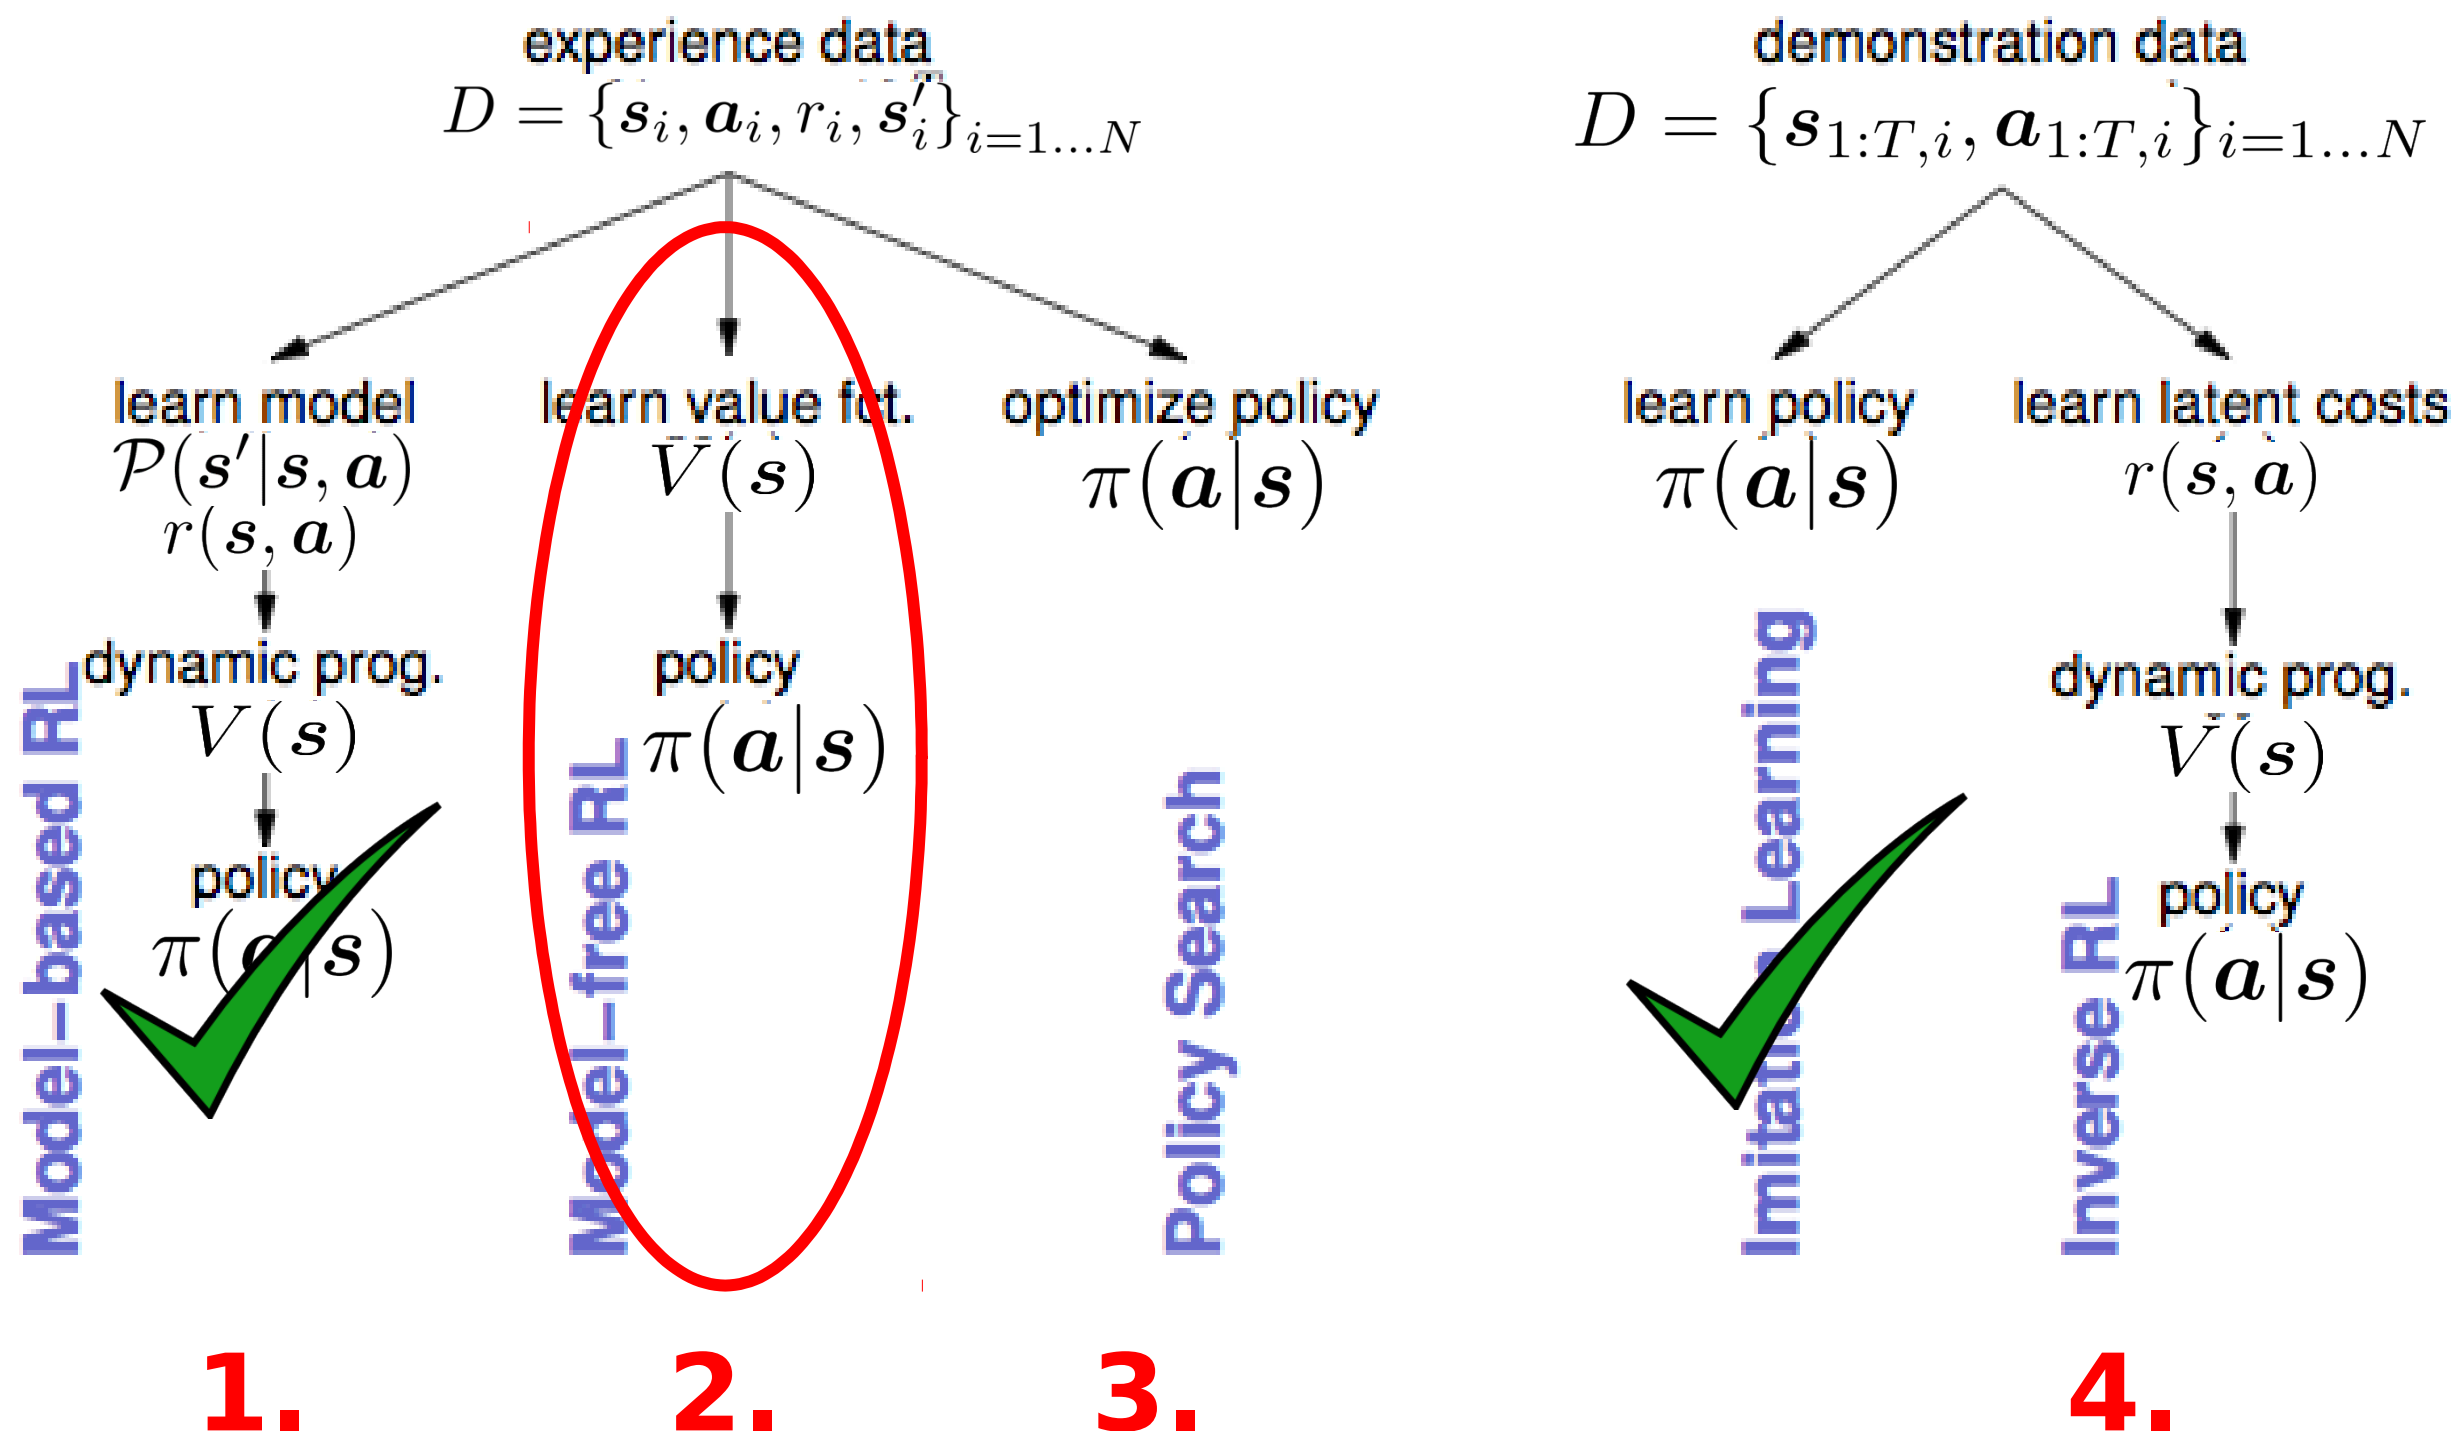 experience data
D = {s_i, a_i, r_i, s'_i}_{i=1...N}
learn model
P(s'|s, a)
r(s, a)
dynamic prog.
V(s)
policy
π(a|s)
Model–based RL
learn value fct.
V(s)
policy
π(a|s)
Model–free RL
optimize policy
π(a|s)
Policy Search
demonstration data
D = {s_{1:T,i}, a_{1:T,i}}_{i=1...N}
learn policy
π(a|s)
Imitation Learning
learn latent costs
r(s, a)
dynamic prog.
V(s)
policy
π(a|s)
Inverse RL
1.
2.
3.
4.